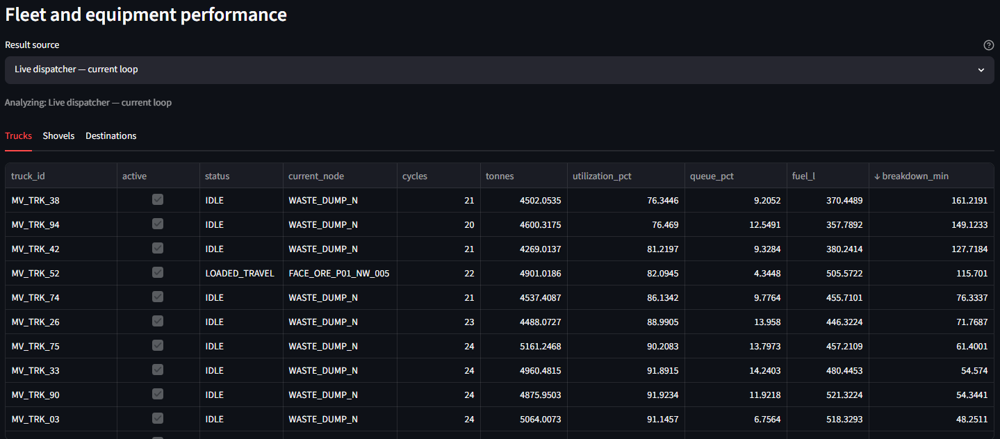 Fleet and equipment performance
Result source
Live dispatcher — current loop
Analyzing: Live dispatcher — current loop
Trucks Shovels Destinations
truck_id active status current_node cycles tonnes utilization_pct queue_pct fuel_l ↓ breakdown_min
MV_TRK_38 IDLE WASTE_DUMP_N 21 4502.0535 76.3446 9.2052 370.4489 161.2191
MV_TRK_94 IDLE WASTE_DUMP_N 20 4600.3175 76.469 12.5491 357.7892 149.1233
MV_TRK_42 IDLE WASTE_DUMP_N 21 4269.0137 81.2197 9.3284 380.2414 127.7184
MV_TRK_52 LOADED_TRAVEL FACE_ORE_P01_NW_005 22 4901.0186 82.0945 4.3448 505.5722 115.701
MV_TRK_74 IDLE WASTE_DUMP_N 21 4537.4087 86.1342 9.7764 455.7101 76.3337
MV_TRK_26 IDLE WASTE_DUMP_N 23 4488.0727 88.9905 13.958 446.3224 71.7687
MV_TRK_75 IDLE WASTE_DUMP_N 24 5161.2468 90.2083 13.7973 457.2109 61.4001
MV_TRK_33 IDLE WASTE_DUMP_N 24 4960.4815 91.8915 14.2403 480.4453 54.574
MV_TRK_90 IDLE WASTE_DUMP_N 24 4875.9503 91.9234 11.9218 521.3224 54.3441
MV_TRK_03 IDLE WASTE_DUMP_N 24 5064.0073 91.1457 6.7564 518.3293 48.2511